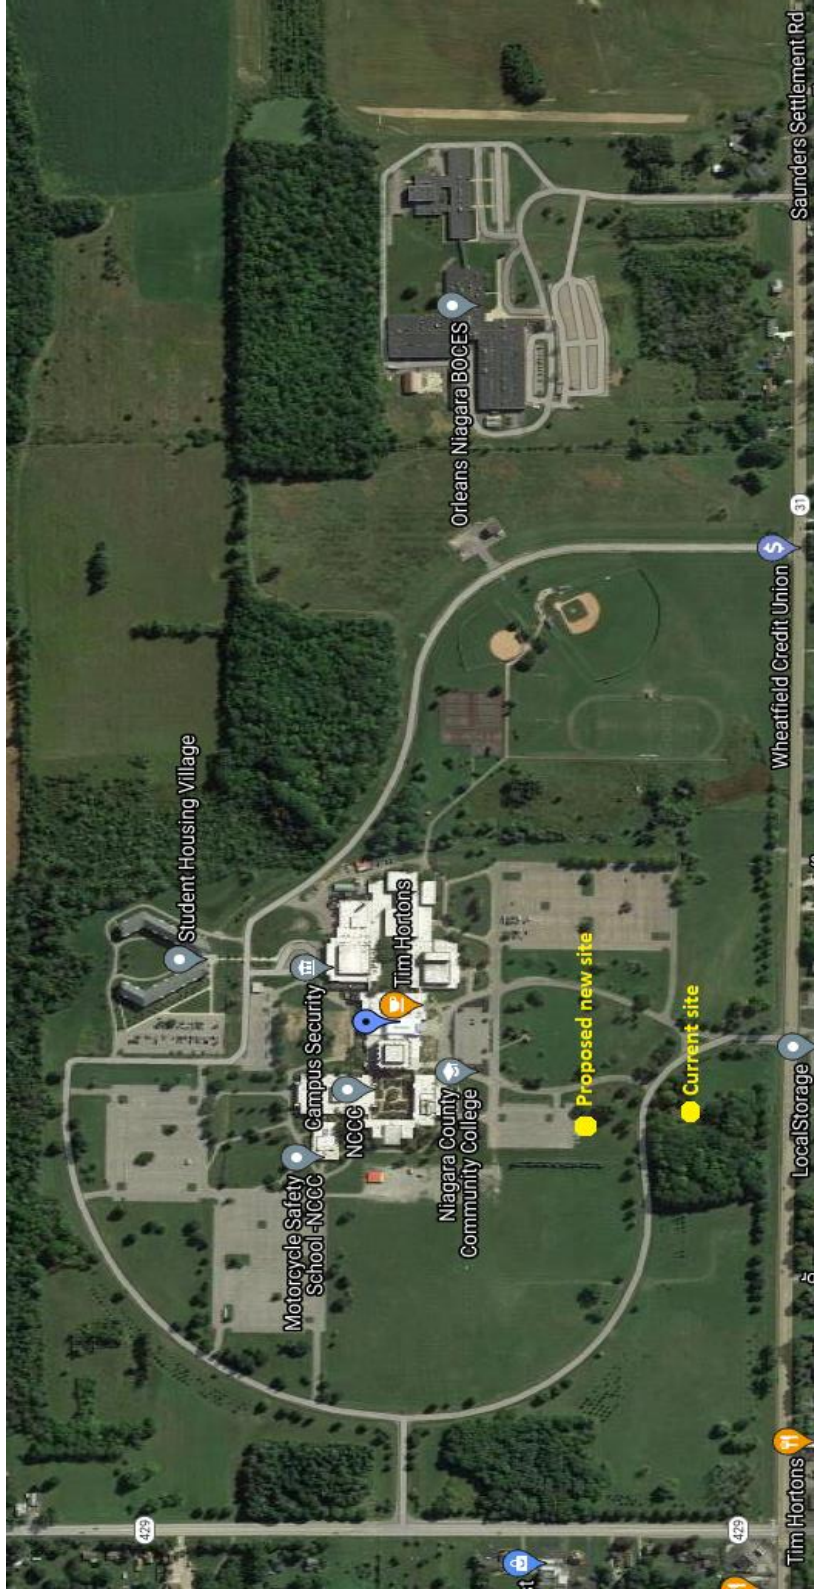 Saunders Settlement Rd
Orleans Niagara BOCES
31
Wheatfield Credit Union
Student Housing Village
Tim Hortons
Campus Security
NCCC
Motorcycle Safety
School -NCCC
Niagara County
Community College
Proposed new site
Current site
LocalStorage
429
429
Tim Hortons